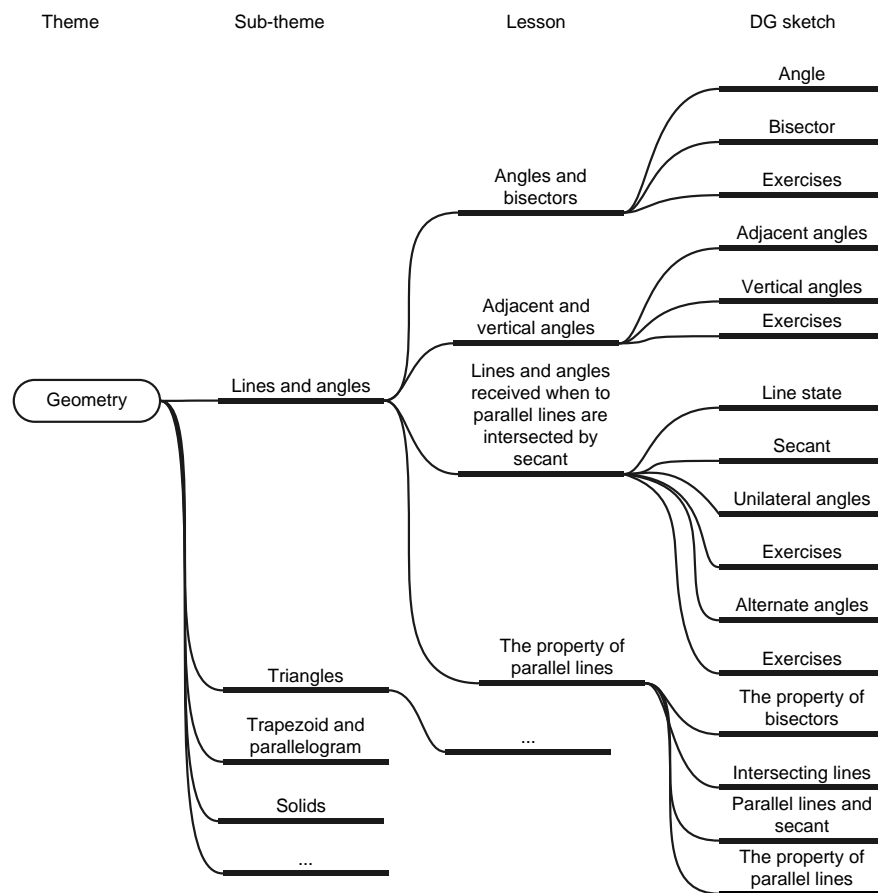 Theme
Sub-theme
Lesson
DG sketch
Geometry
Lines and angles
Triangles
Trapezoid and
parallelogram
Solids
...
Angles and
bisectors
Adjacent and
vertical angles
Lines and angles
received when to
parallel lines are
intersected by
secant
The property of
parallel lines
...
Angle
Bisector
Exercises
Adjacent angles
Vertical angles
Exercises
Line state
Secant
Unilateral angles
Exercises
Alternate angles
Exercises
The property of
bisectors
Intersecting lines
Parallel lines and
secant
The property of
parallel lines